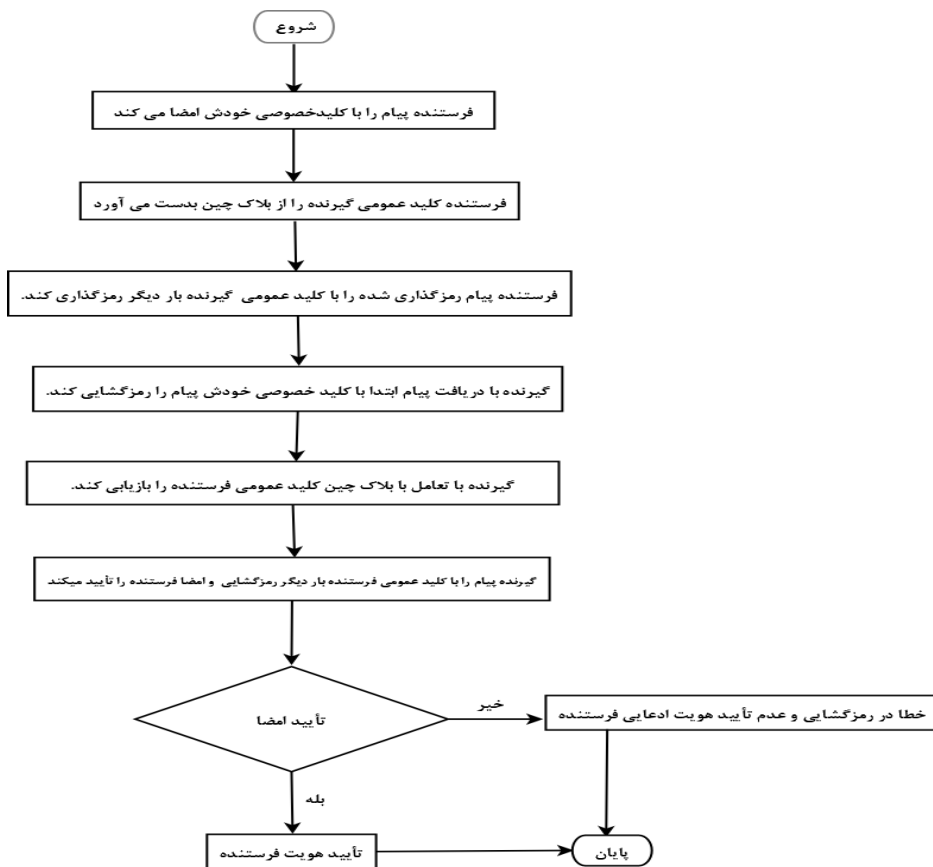 شروع
فرستنده پیام را با کلیدخصوصی خودش امضا می کند
فرستنده کلید عمومی گیرنده را از بلاک چین بدست می آورد
فرستنده پیام رمزگذاری شده را با کلید عمومی گیرنده بار دیگر رمزگذاری کند.
گیرنده با دریافت پیام ابتدا با کلید خصوصی خودش پیام را رمزگشایی کند.
گیرنده با تعامل با بلاک چین کلید عمومی فرستنده را بازیابی کند.
گیرنده پیام را با کلید عمومی فرستنده بار دیگر رمزگشایی و امضا فرستنده را تأیید میکند
تأیید امضا
خیر
خطا در رمزگشایی و عدم تأیید هویت ادعایی فرستنده
بله
تأیید هویت فرستنده
پایان